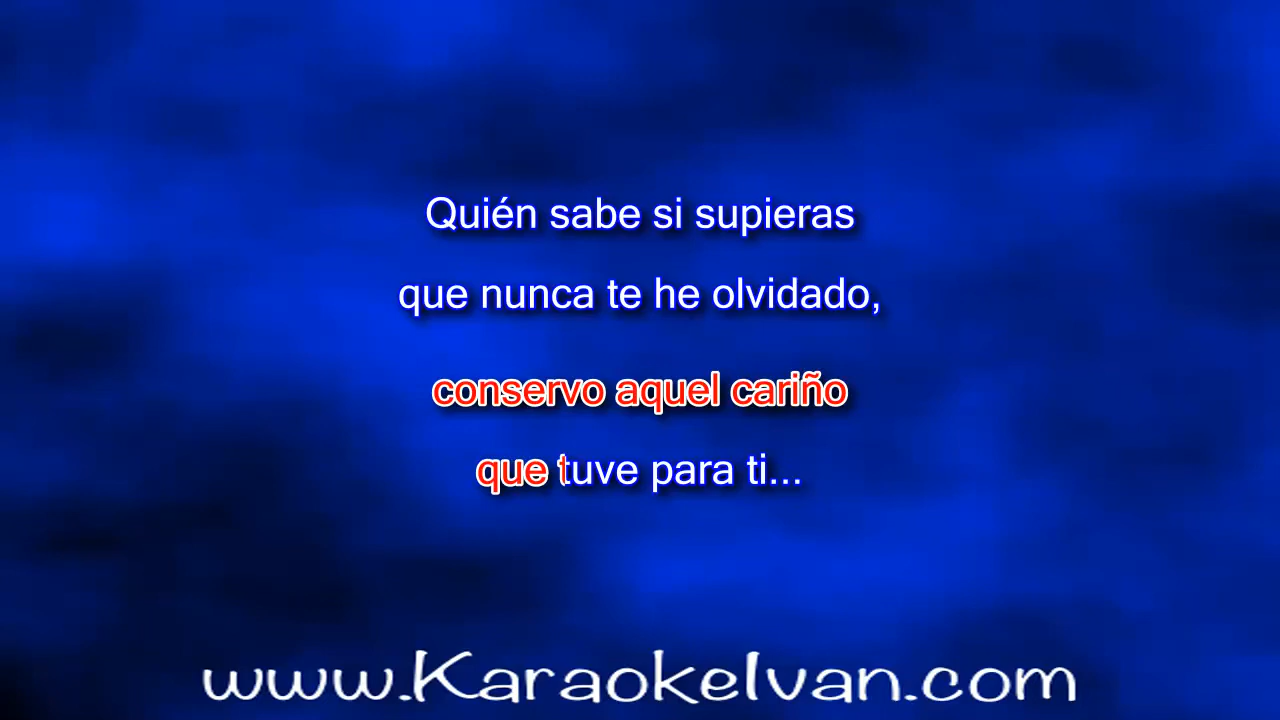 Quién sabe si supieras
que nunca te he olvidado,
conservo aquel cariño
que tuve para ti...
www.KaraokeIvan.com